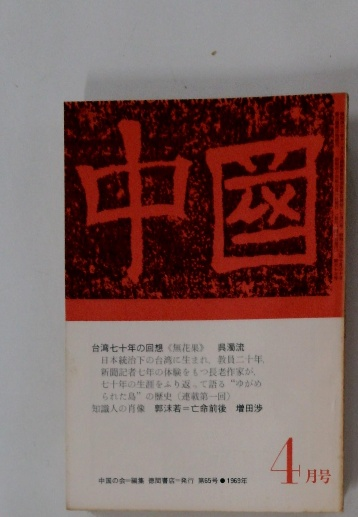 中國
台湾七十年の回想《無花果》 呉濁流
日本統治下の台湾に生まれ、教員二十年、
新聞記者七年の体験をもつ長老作家が、
七十年の生涯をふり返って語る“ゆがめ
られた島”の歴史（連載第一回）
知識人の肖像 郭沫若＝亡命前後 増田渉
中国の会＝編集 徳間書店＝発行 第65号●1969年
4月号